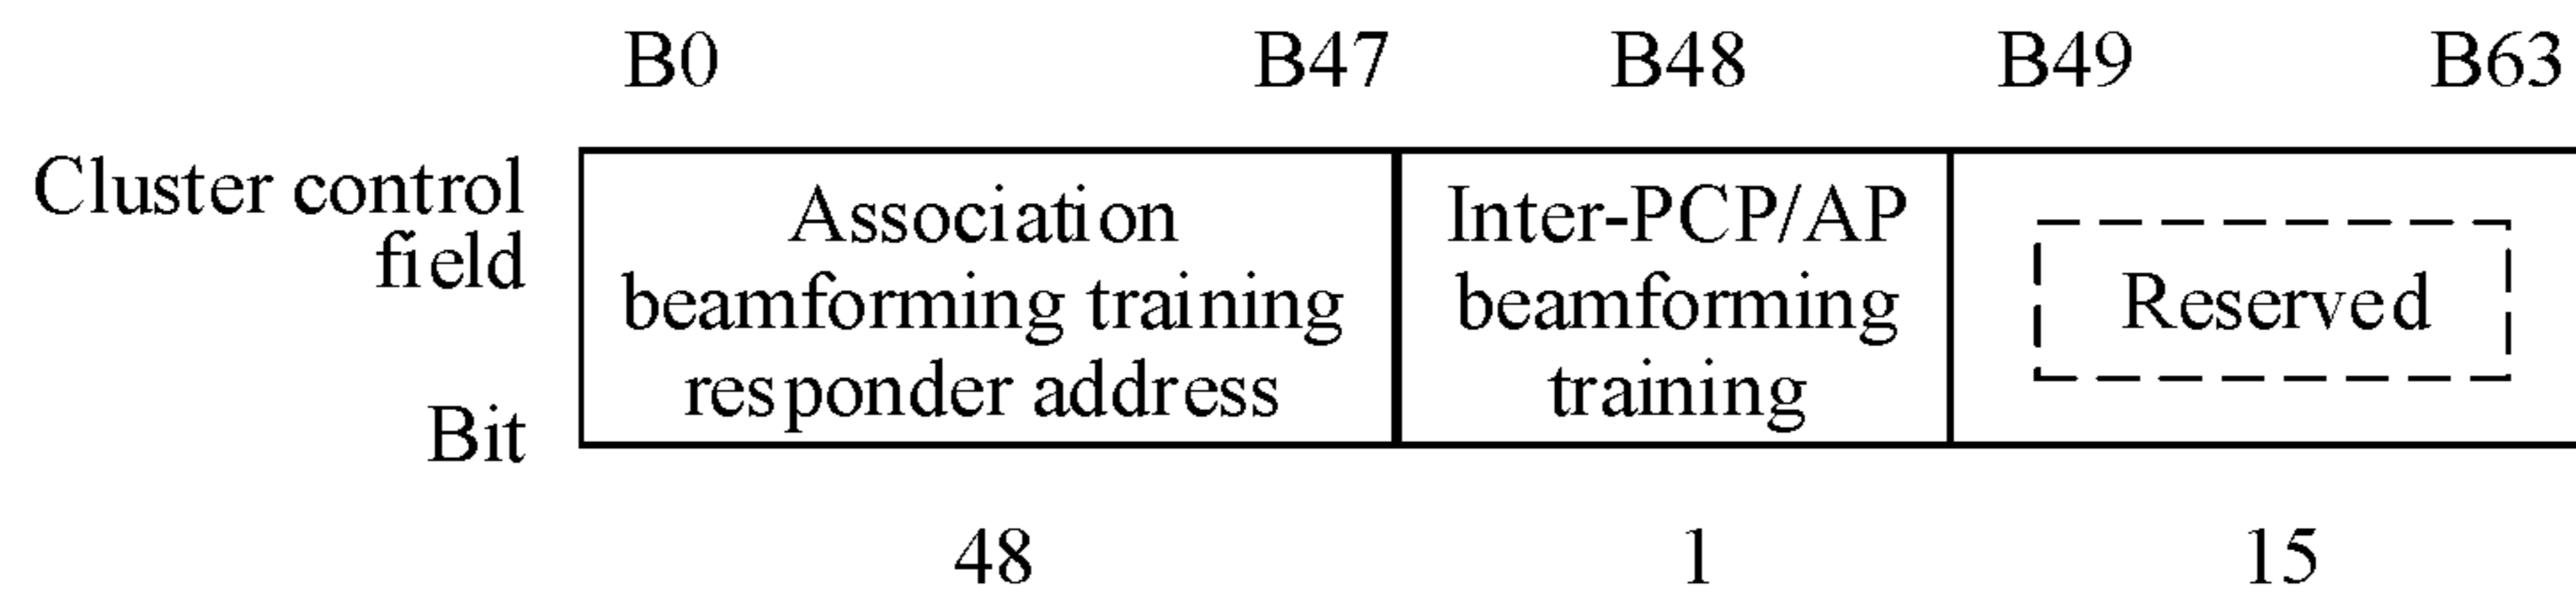 B0 B47 B48 B49 B63
Cluster control
field
Association
beamforming training
responder address
Inter-PCP/AP
beamforming
training
Reserved
Bit
48 1 15